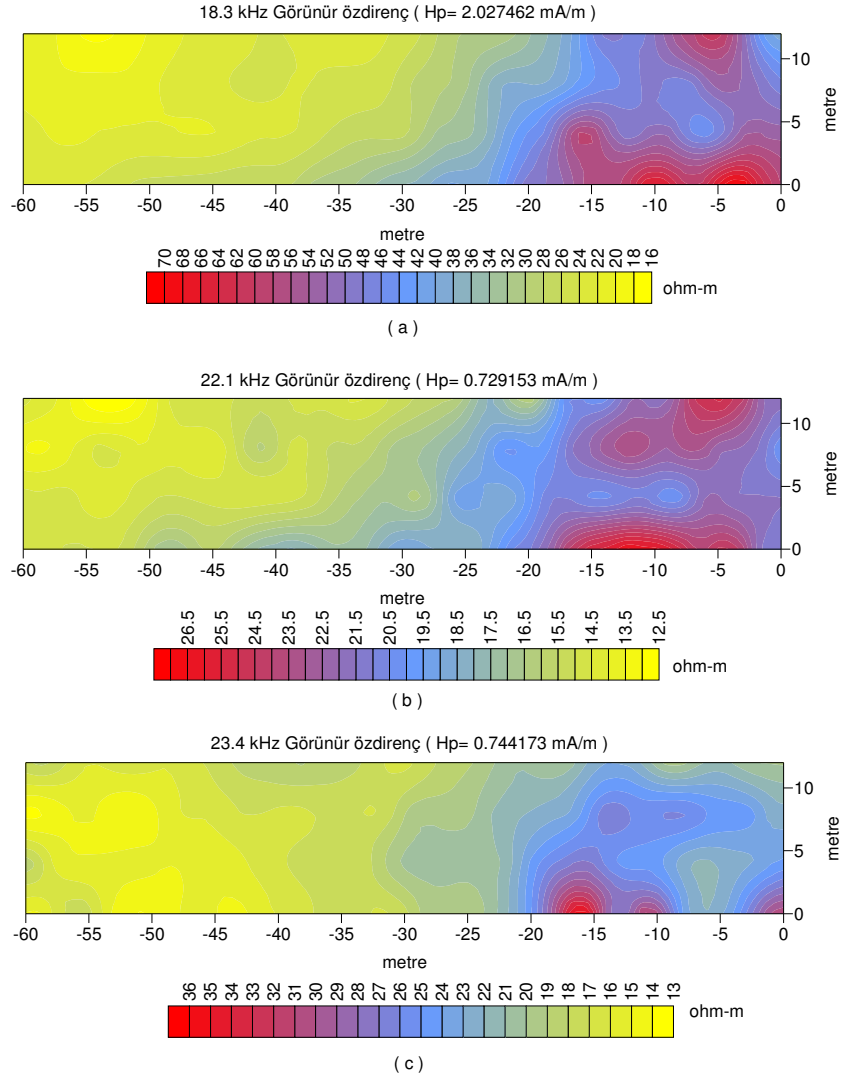 18.3 kHz Görünür özdirenç ( Hp= 2.027462 mA/m )
10
5
0
metre
-60 -55 -50 -45 -40 -35 -30 -25 -20 -15 -10 -5 0
metre
70 68 66 64 62 60 58 56 54 52 50 48 46 44 42 40 38 36 34 32 30 28 26 24 22 20 18 16
ohm-m
( a )
22.1 kHz Görünür özdirenç ( Hp= 0.729153 mA/m )
10
5
0
metre
-60 -55 -50 -45 -40 -35 -30 -25 -20 -15 -10 -5 0
metre
26.5 25.5 24.5 23.5 22.5 21.5 20.5 19.5 18.5 17.5 16.5 15.5 14.5 13.5 12.5
ohm-m
( b )
23.4 kHz Görünür özdirenç ( Hp= 0.744173 mA/m )
10
5
0
metre
-60 -55 -50 -45 -40 -35 -30 -25 -20 -15 -10 -5 0
metre
36 35 34 33 32 31 30 29 28 27 26 25 24 23 22 21 20 19 18 17 16 15 14 13
ohm-m
( c )